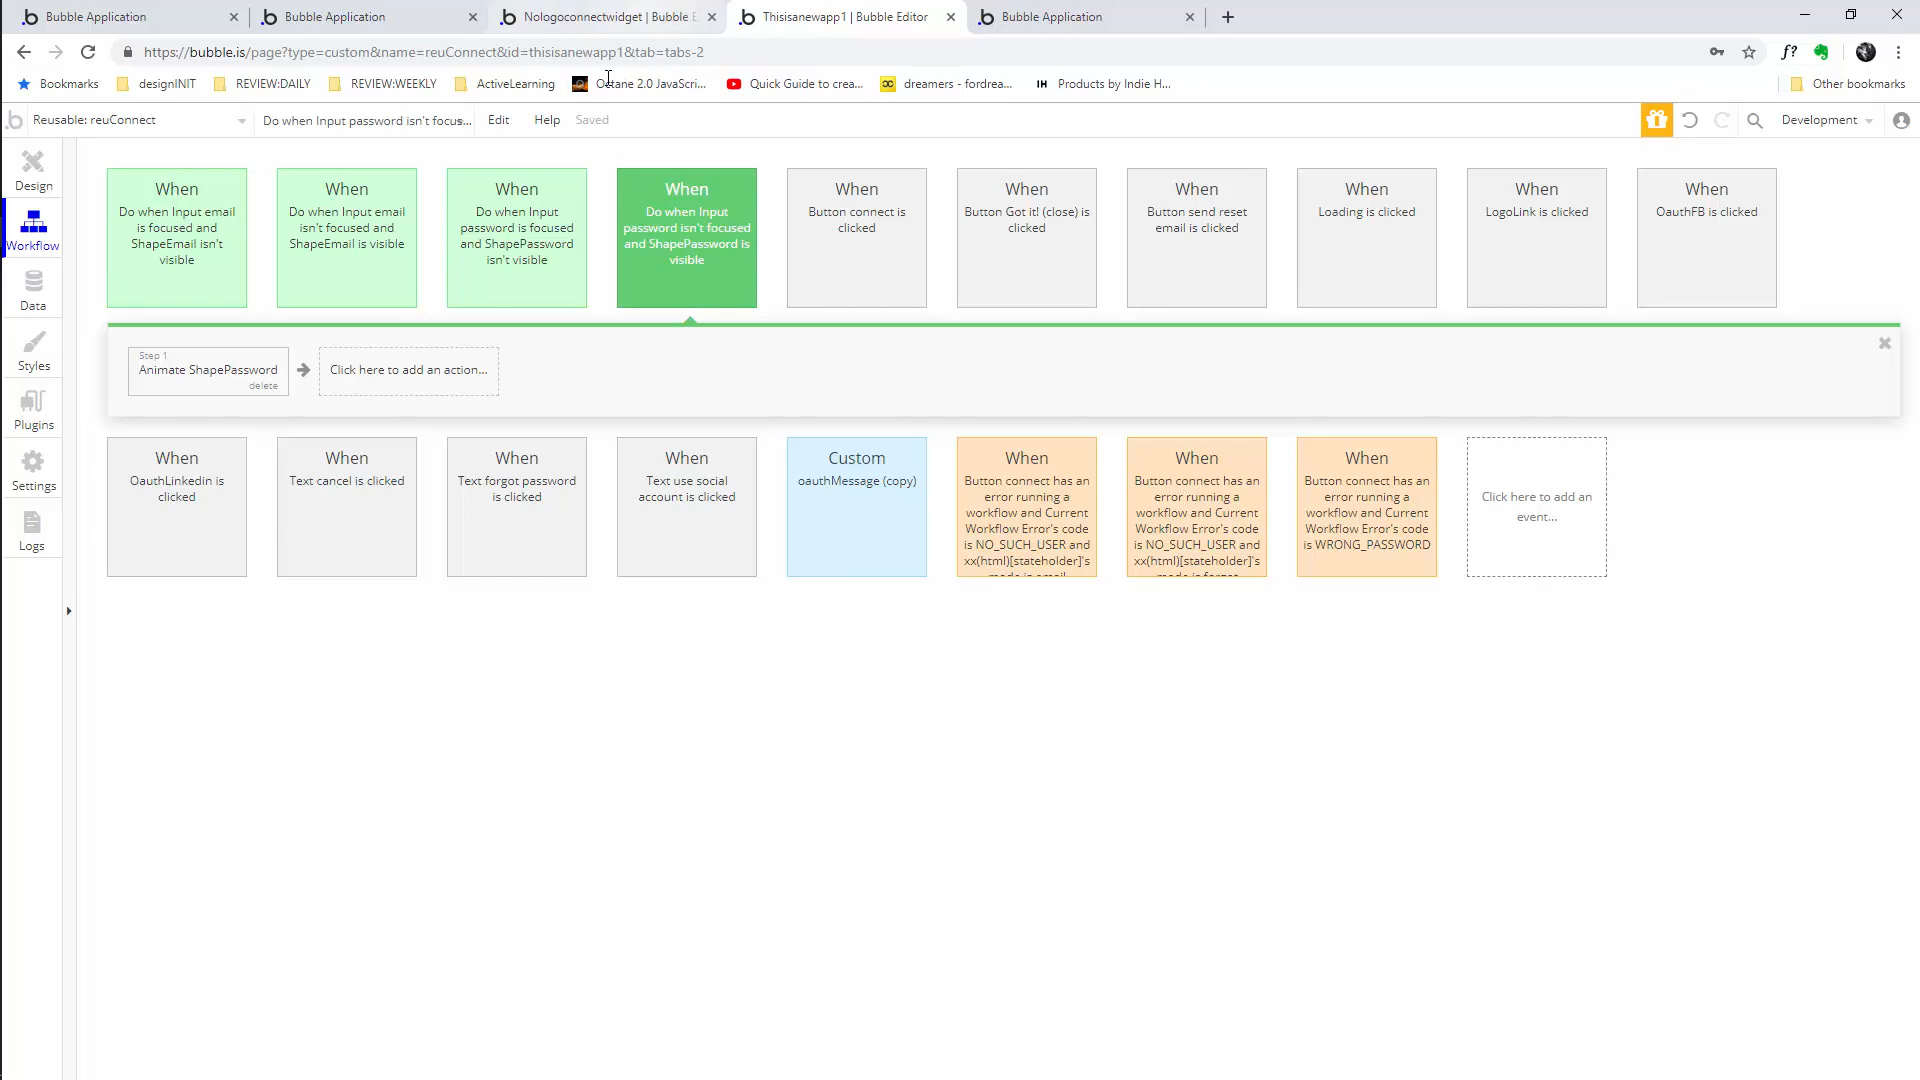 Bubble Application
Bubble Application
Nologoconnectwidget | Bubble E
Thisisanewapp1 | Bubble Editor
Bubble Application
https://bubble.is/page?type=custom&name=reuConnect&id=thisisanewapp1&tab=tabs-2
f?
Bookmarks
designINIT
REVIEW:DAILY
REVIEW:WEEKLY
ActiveLearning
Octane 2.0 JavaScri...
Quick Guide to crea...
dreamers - fordrea...
IH
Products by Indie H...
Other bookmarks
Reusable: reuConnect
Do when Input password isn't focus...
Edit
Help
Saved
Development
Design
Workflow
Data
Styles
Plugins
Settings
Logs
When
Do when Input email
is focused and
ShapeEmail isn't
visible
When
Do when Input email
isn't focused and
ShapeEmail is visible
When
Do when Input
password is focused
and ShapePassword
isn't visible
When
Do when Input
password isn't focused
and ShapePassword is
visible
When
Button connect is
clicked
When
Button Got it! (close) is
clicked
When
Button send reset
email is clicked
When
Loading is clicked
When
LogoLink is clicked
When
OauthFB is clicked
Step 1
Animate ShapePassword
delete
Click here to add an action...
When
OauthLinkedin is
clicked
When
Text cancel is clicked
When
Text forgot password
is clicked
When
Text use social
account is clicked
Custom
oauthMessage (copy)
When
Button connect has an
error running a
workflow and Current
Workflow Error's code
is NO_SUCH_USER and
xx(html)[stateholder]'s
mode is email
When
Button connect has an
error running a
workflow and Current
Workflow Error's code
is NO_SUCH_USER and
xx(html)[stateholder]'s
mode is forgot
When
Button connect has an
error running a
workflow and Current
Workflow Error's code
is WRONG_PASSWORD
Click here to add an
event...